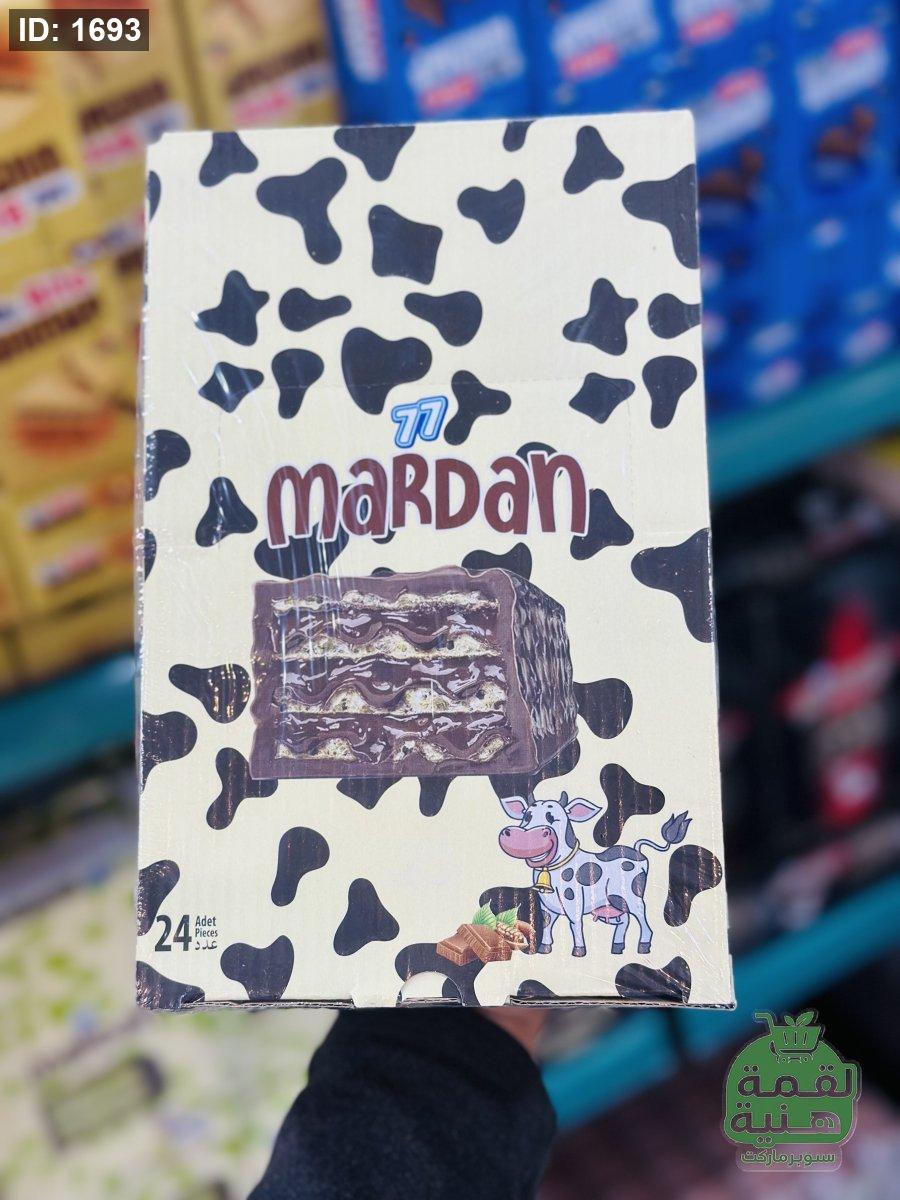 ID: 1693
77
MARDAN
24 Adet
Pieces
عدد
لقمة
هنية
سوبرماركت